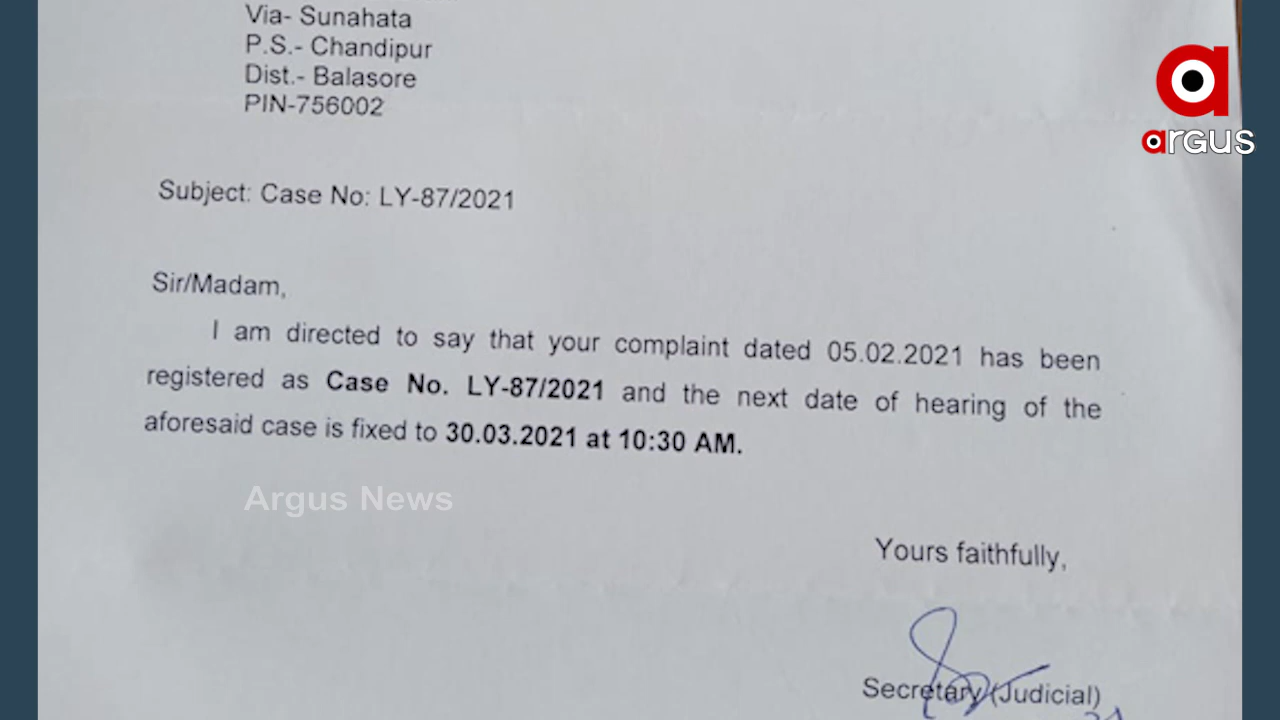 Via- Sunahata
P.S.- Chandipur
Dist.- Balasore
PIN-756002
argus
Subject: Case No: LY-87/2021
Sir/Madam,
I am directed to say that your complaint dated 05.02.2021 has been
registered as Case No. LY-87/2021 and the next date of hearing of the
aforesaid case is fixed to 30.03.2021 at 10:30 AM.
Argus News
Yours faithfully,
Secretary (Judicial)